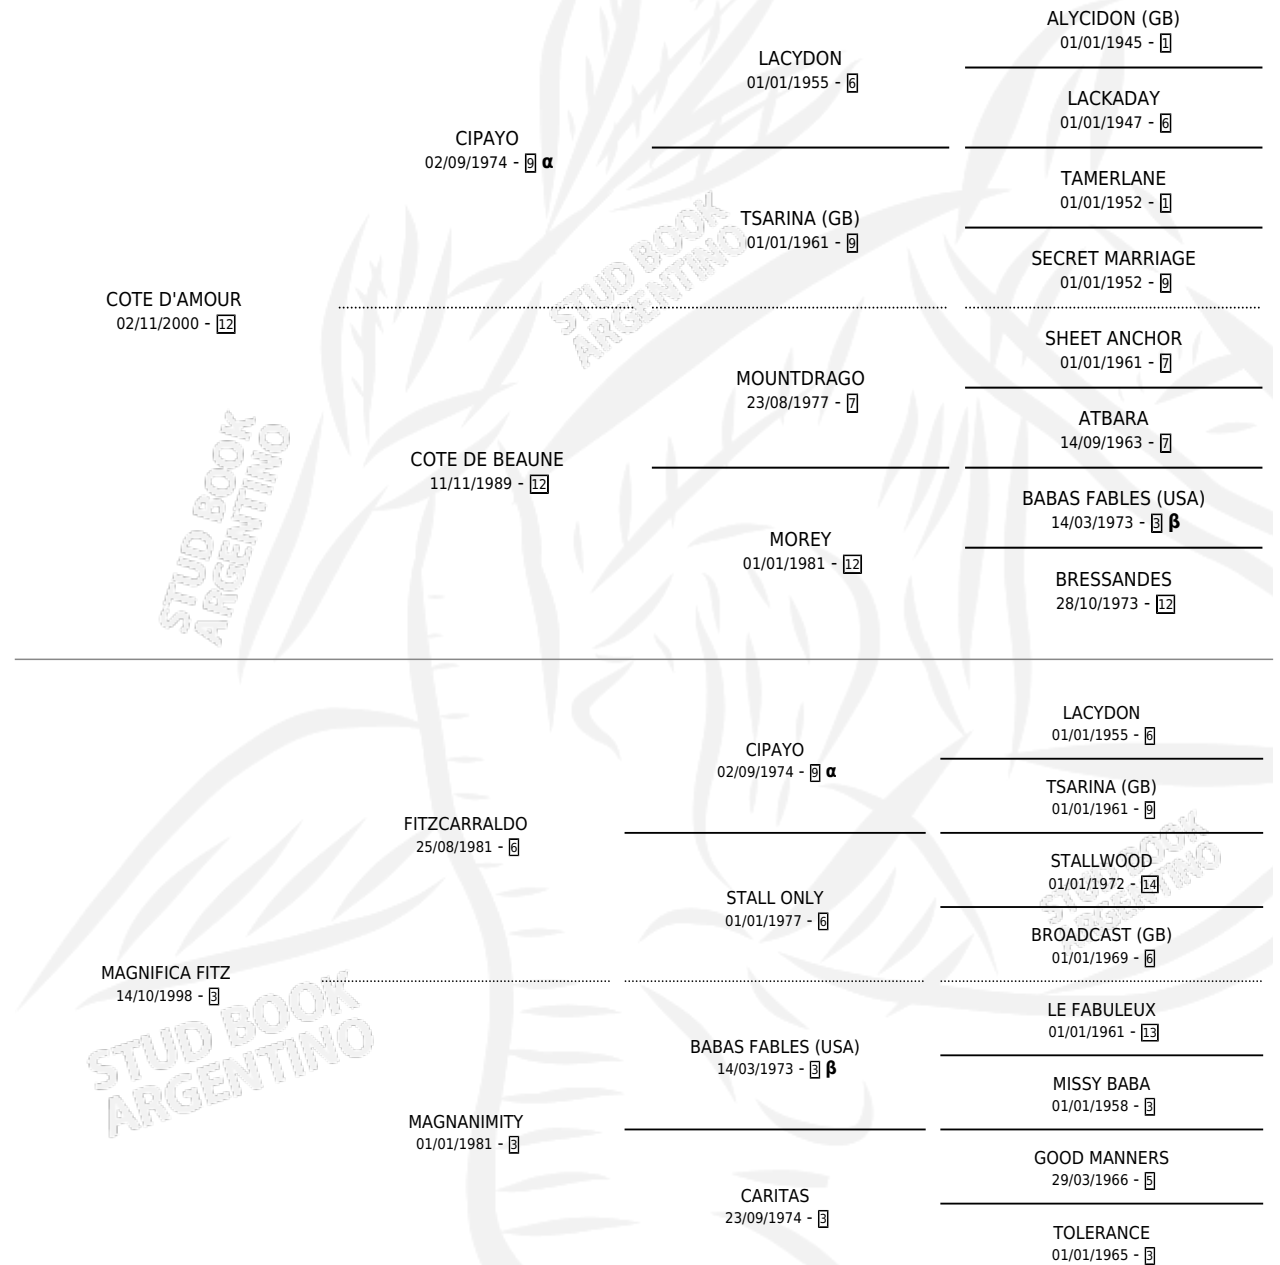 ALYCIDON (GB)
01/01/1945 - 1
LACYDON
01/01/1955 - 6
LACKADAY
01/01/1947 - 6
CIPAYO
02/09/1974 - 9 α
TAMERLANE
01/01/1952 - 1
TSARINA (GB)
01/01/1961 - 9
SECRET MARRIAGE
01/01/1952 - 9
COTE D'AMOUR
02/11/2000 - 12
SHEET ANCHOR
01/01/1961 - 7
MOUNTDRAGO
23/08/1977 - 7
ATBARA
14/09/1963 - 7
COTE DE BEAUNE
11/11/1989 - 12
BABAS FABLES (USA)
14/03/1973 - 3 β
MOREY
01/01/1981 - 12
BRESSANDES
28/10/1973 - 12
LACYDON
01/01/1955 - 6
CIPAYO
02/09/1974 - 9 α
TSARINA (GB)
01/01/1961 - 9
FITZCARRALDO
25/08/1981 - 6
STALLWOOD
01/01/1972 - 14
STALL ONLY
01/01/1977 - 6
BROADCAST (GB)
01/01/1969 - 6
MAGNIFICA FITZ
14/10/1998 - 3
LE FABULEUX
01/01/1961 - 13
BABAS FABLES (USA)
14/03/1973 - 3 β
MISSY BABA
01/01/1958 - 3
MAGNANIMITY
01/01/1981 - 3
GOOD MANNERS
29/03/1966 - 5
CARITAS
23/09/1974 - 3
TOLERANCE
01/01/1965 - 3
STUD BOOK
ARGENTINO
STUD BOOK
ARGENTINO
STUD BOOK
ARGENTINO
STUD BOOK
ARGENTINO